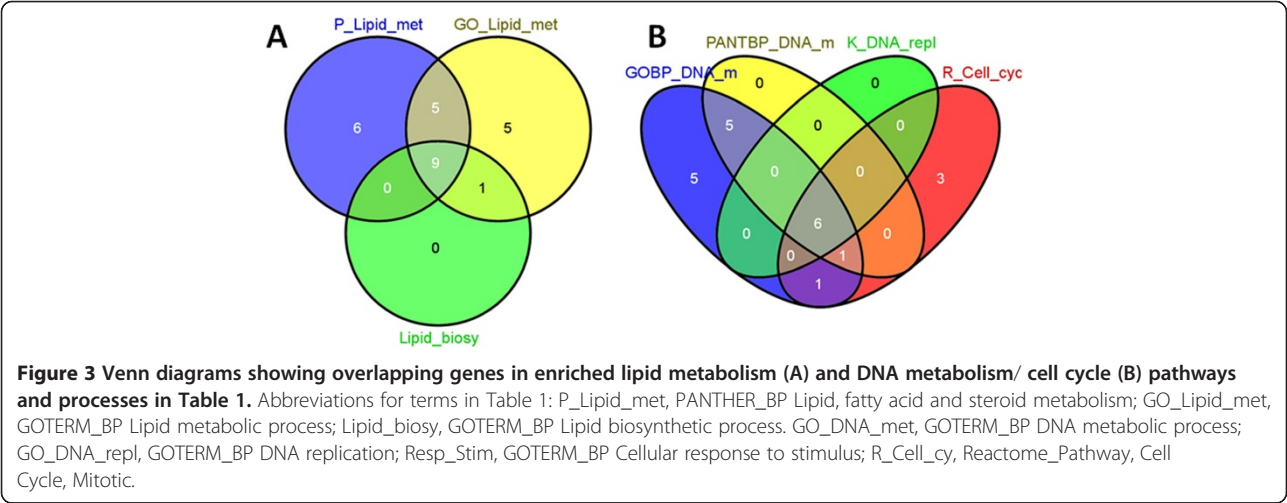 A
P_Lipid_met
GO_Lipid_met
5
6
5
9
0
1
0
Lipid_biosy
B
PANTBP_DNA_m
K_DNA_repl
GOBP_DNA_m
R_Cell_cyc
0
0
5
0
0
5
0
0
3
6
0
0
0
1
1
Figure 3 Venn diagrams showing overlapping genes in enriched lipid metabolism (A) and DNA metabolism/ cell cycle (B) pathways
and processes in Table 1. Abbreviations for terms in Table 1: P_Lipid_met, PANTHER_BP Lipid, fatty acid and steroid metabolism; GO_Lipid_met,
GOTERM_BP Lipid metabolic process; Lipid_biosy, GOTERM_BP Lipid biosynthetic process. GO_DNA_met, GOTERM_BP DNA metabolic process;
GO_DNA_repl, GOTERM_BP DNA replication; Resp_Stim, GOTERM_BP Cellular response to stimulus; R_Cell_cy, Reactome_Pathway, Cell
Cycle, Mitotic.